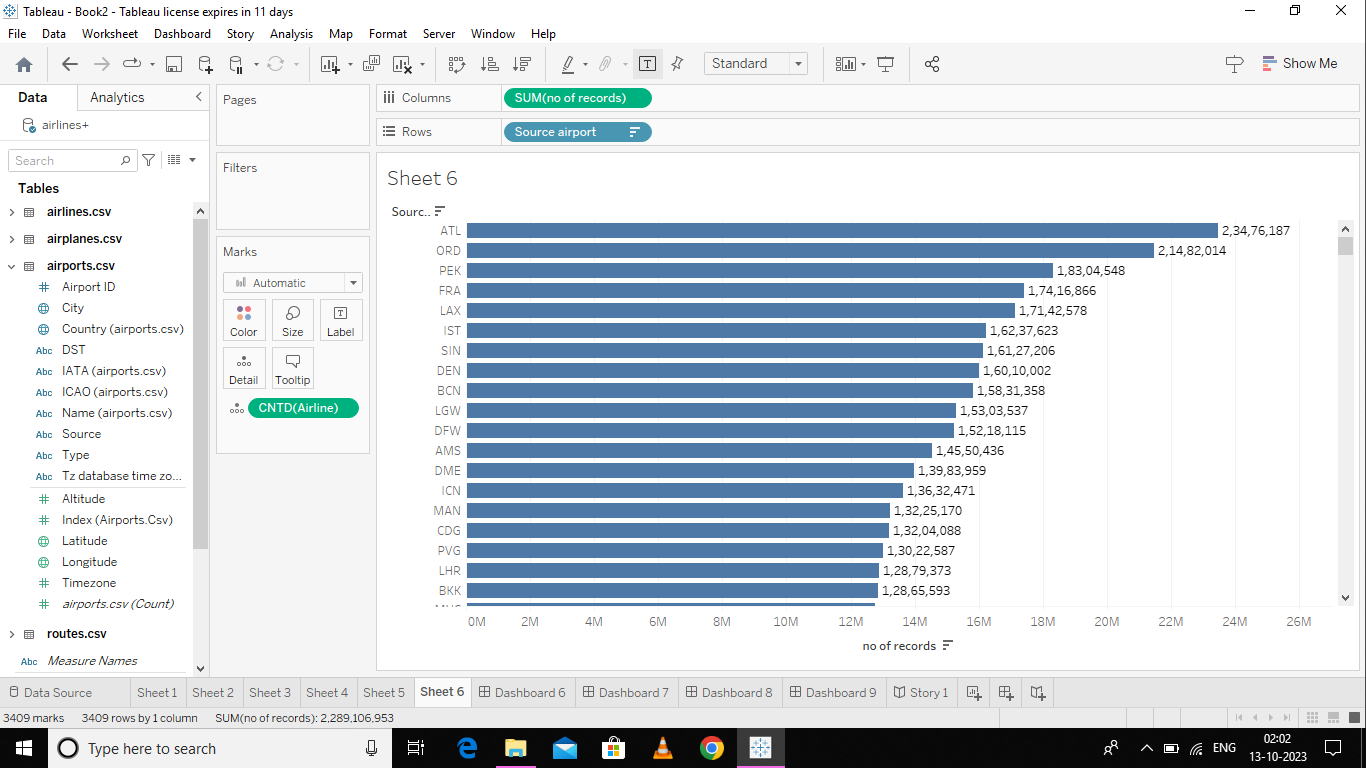 Tableau - Book2 - Tableau license expires in 11 days
File Data Worksheet Dashboard Story Analysis Map Format Server Window Help
Standard
Show Me
Data Analytics
airlines+
Search
Tables
airlines.csv
airplanes.csv
airports.csv
Airport ID
City
Country (airports.csv)
Abc DST
Abc IATA (airports.csv)
Abc ICAO (airports.csv)
Abc Name (airports.csv)
Abc Source
Abc Type
Abc Tz database time zo...
Altitude
Index (Airports.Csv)
Latitude
Longitude
Timezone
airports.csv (Count)
routes.csv
Abc Measure Names
Pages
Filters
Marks
Automatic
Color Size Label
Detail Tooltip
CNTD(Airline)
Columns SUM(no of records)
Rows Source airport
Sheet 6
Sourc..
ATL 2,34,76,187
ORD 2,14,82,014
PEK 1,83,04,548
FRA 1,74,16,866
LAX 1,71,42,578
IST 1,62,37,623
SIN 1,61,27,206
DEN 1,60,10,002
BCN 1,58,31,358
LGW 1,53,03,537
DFW 1,52,18,115
AMS 1,45,50,436
DME 1,39,83,959
ICN 1,36,32,471
MAN 1,32,25,170
CDG 1,32,04,088
PVG 1,30,22,587
LHR 1,28,79,373
BKK 1,28,65,593
0M 2M 4M 6M 8M 10M 12M 14M 16M 18M 20M 22M 24M 26M
no of records
Data Source Sheet 1 Sheet 2 Sheet 3 Sheet 4 Sheet 5 Sheet 6 Dashboard 6 Dashboard 7 Dashboard 8 Dashboard 9 Story 1
3409 marks 3409 rows by 1 column SUM(no of records): 2,289,106,953
Type here to search
ENG
02:02
13-10-2023